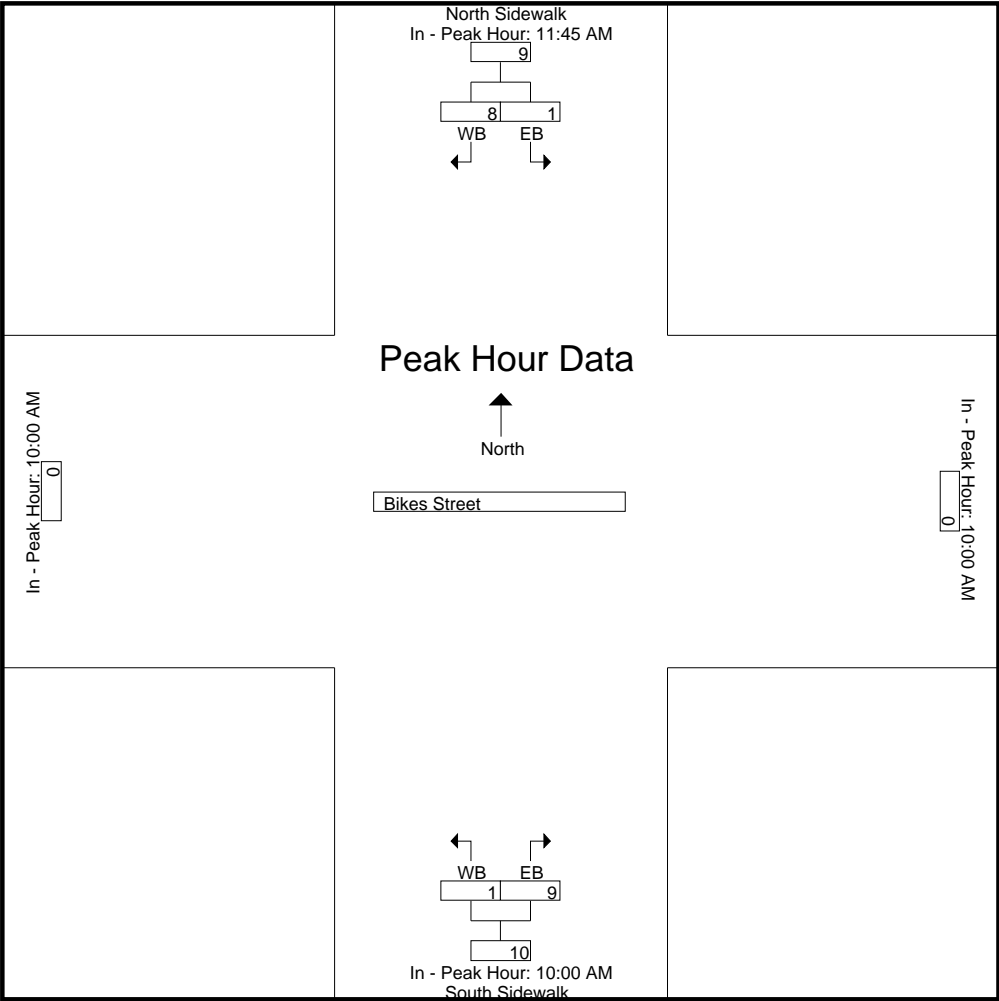 North Sidewalk
In - Peak Hour: 11:45 AM
9
8 1
WB EB
Peak Hour Data
North
Bikes Street
In - Peak Hour: 10:00 AM
0
In - Peak Hour: 10:00 AM
0
WB EB
1 9
10
In - Peak Hour: 10:00 AM
South Sidewalk